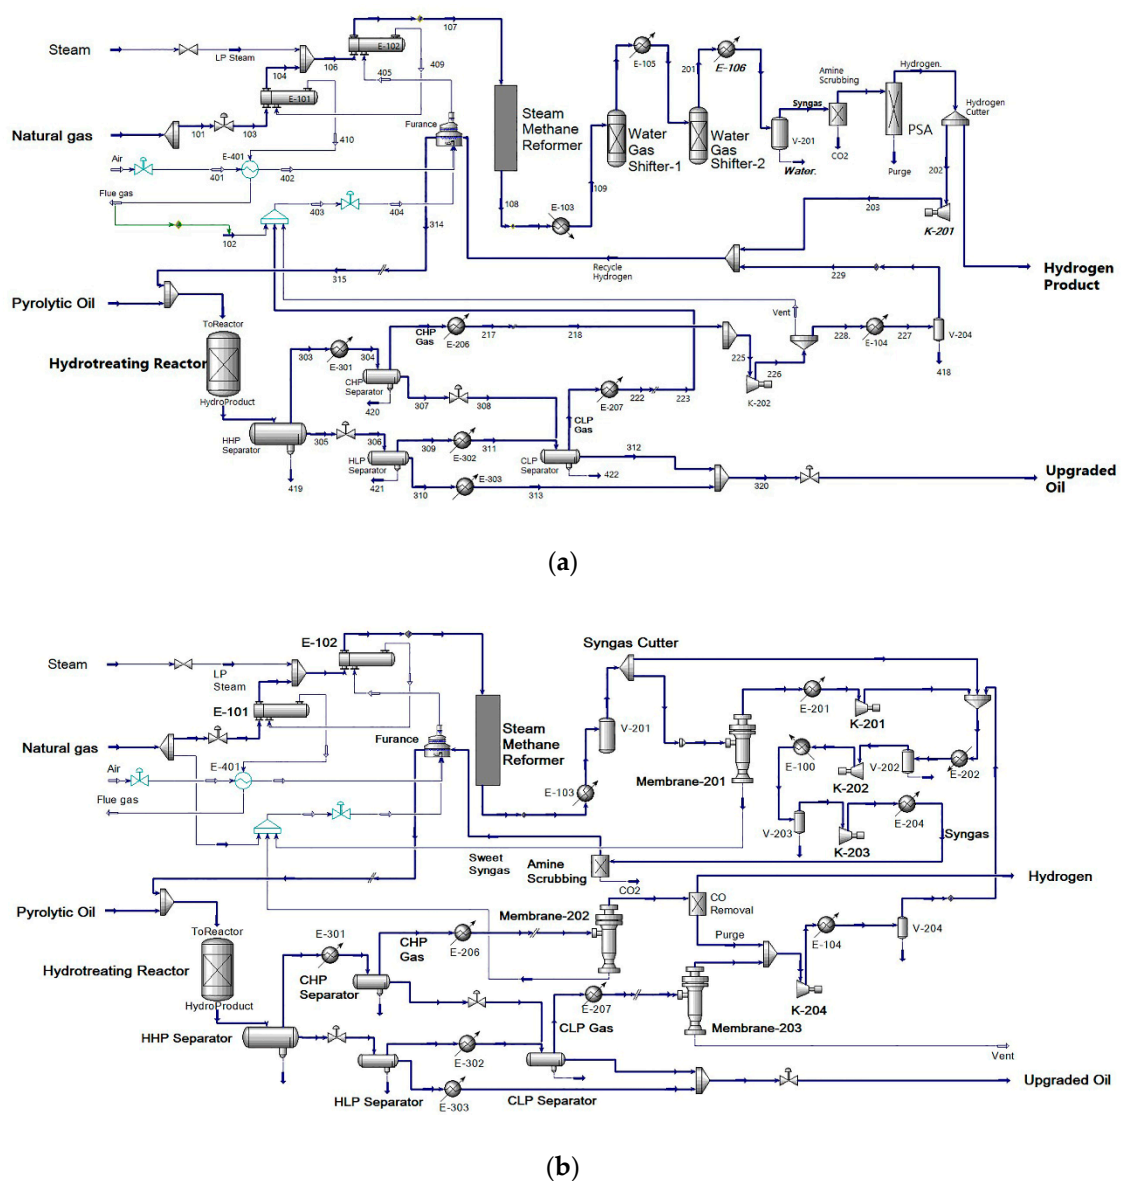 Steam
LP Steam
104
106
E-102
107
409
405
E-101
Furance
Natural gas
101
103
410
Air
E-401
401
402
Flue gas
403
404
102
314
315
Steam
Methane
Reformer
108
E-103
109
Water
Gas
Shifter-1
E-105
201
E-106
Water
Gas
Shifter-2
Syngas
V-201
Water.
Amine
Scrubbing
CO2
Hydrogen.
PSA
Purge
Hydrogen
Cutter
202
203
K-201
Recycle
Hydrogen
229
Hydrogen
Product
Pyrolytic Oil
ToReactor
Hydrotreating Reactor
HydroProduct
303
304
E-301
CHP
Gas
217
E-206
218
Vent
225
226
K-202
228.
E-104
227
V-204
418
CHP
Separator
420
307
308
E-207
222
223
CLP
Gas
HHP
Separator
305
306
419
HLP
Separator
421
309
E-302
311
310
E-303
313
CLP
Separator
422
312
320
Upgraded
Oil
(a)
Steam
LP
Steam
E-102
E-101
Natural gas
Furance
Air
E-401
Flue gas
Steam
Methane
Reformer
E-103
Syngas Cutter
V-201
Membrane-201
E-201
K-201
E-100
K-202
V-202
E-202
V-203
K-203
E-204
Syngas
Sweet
Syngas
Amine
Scrubbing
CO2
Hydrogen
CO
Removal
Purge
Pyrolytic Oil
ToReactor
Hydrotreating Reactor
HydroProduct
E-301
CHP
Separator
CHP
Gas
E-206
Membrane-202
E-104
V-204
K-204
HHP Separator
E-207
CLP Gas
Membrane-203
Vent
E-302
HLP Separator
E-303
CLP Separator
Upgraded Oil
(b)